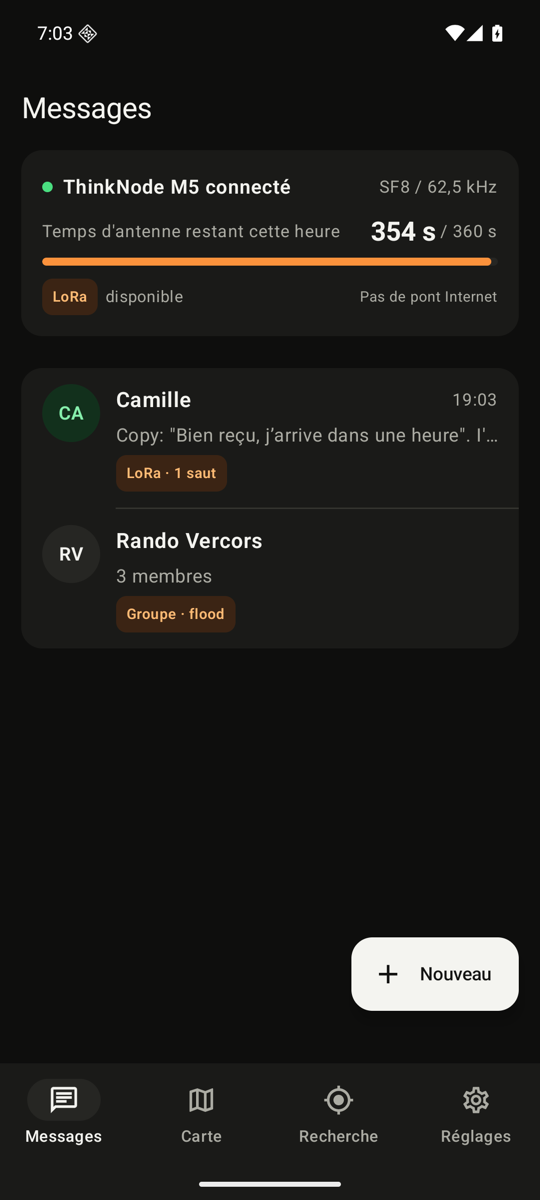 7:03
Messages
ThinkNode M5 connecté SF8 / 62,5 kHz
Temps d'antenne restant cette heure 354 s / 360 s
LoRa disponible Pas de pont Internet
CA Camille 19:03
Copy: "Bien reçu, j’arrive dans une heure". I'…
LoRa · 1 saut
RV Rando Vercors
3 membres
Groupe · flood
+ Nouveau
Messages Carte Recherche Réglages